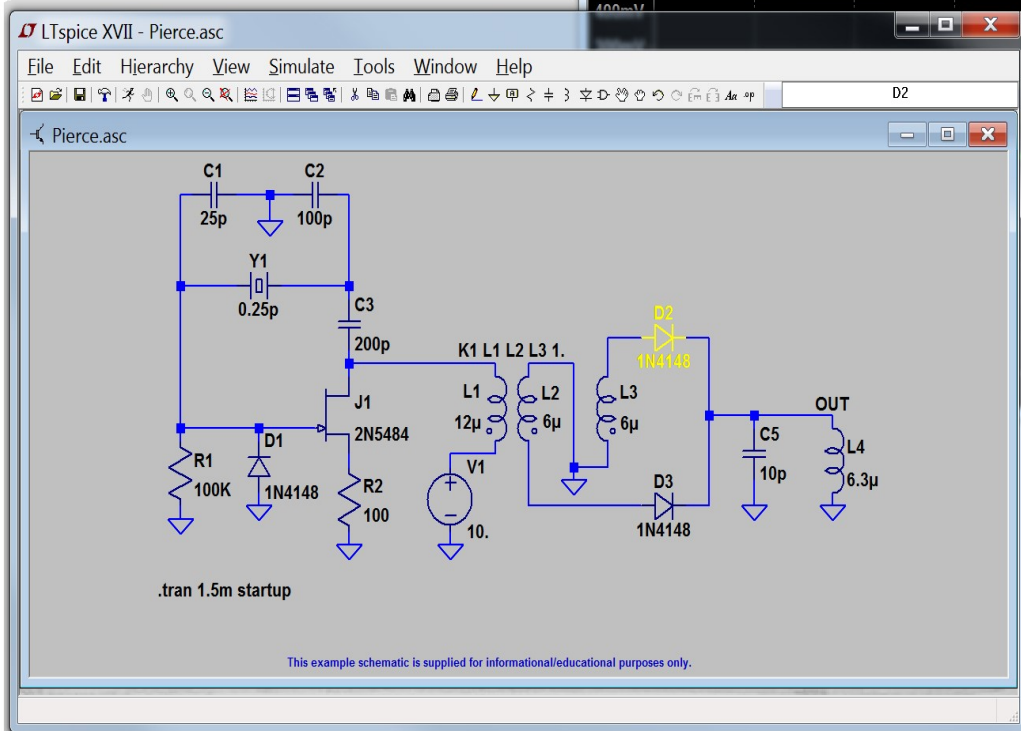 400mV
LTspice XVII - Pierce.asc
File Edit Hierarchy View Simulate Tools Window Help
Aa .op D2
Pierce.asc
C1 C2
25p 100p
Y1
0.25p
C3
200p
D2
1N4148
K1 L1 L2 L3 1.
L1 L2 L3
12µ 6µ 6µ
J1
2N5484
OUT
R1 D1
100K 1N4148
R2
100
V1
10.
D3
1N4148
C5
10p
L4
6.3µ
.tran 1.5m startup
This example schematic is supplied for informational/educational purposes only.